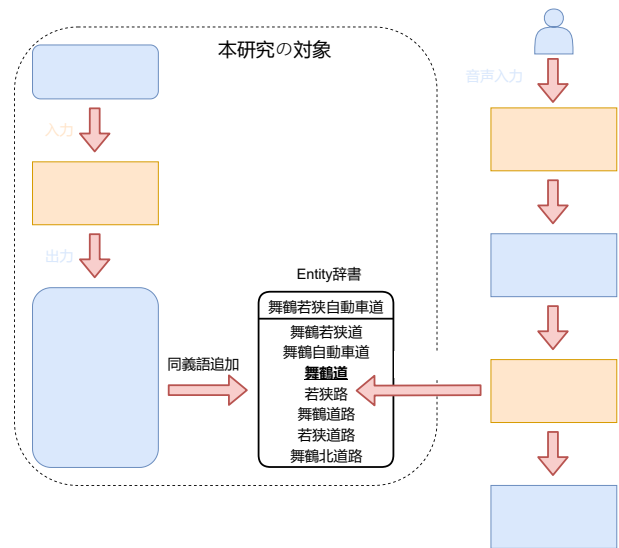 本研究の対象
音声入力
入力
出力
Entity辞書
舞鶴若狭自動車道
舞鶴若狭道
舞鶴自動車道
舞鶴道
若狭路
舞鶴道路
若狭道路
舞鶴北道路
同義語追加